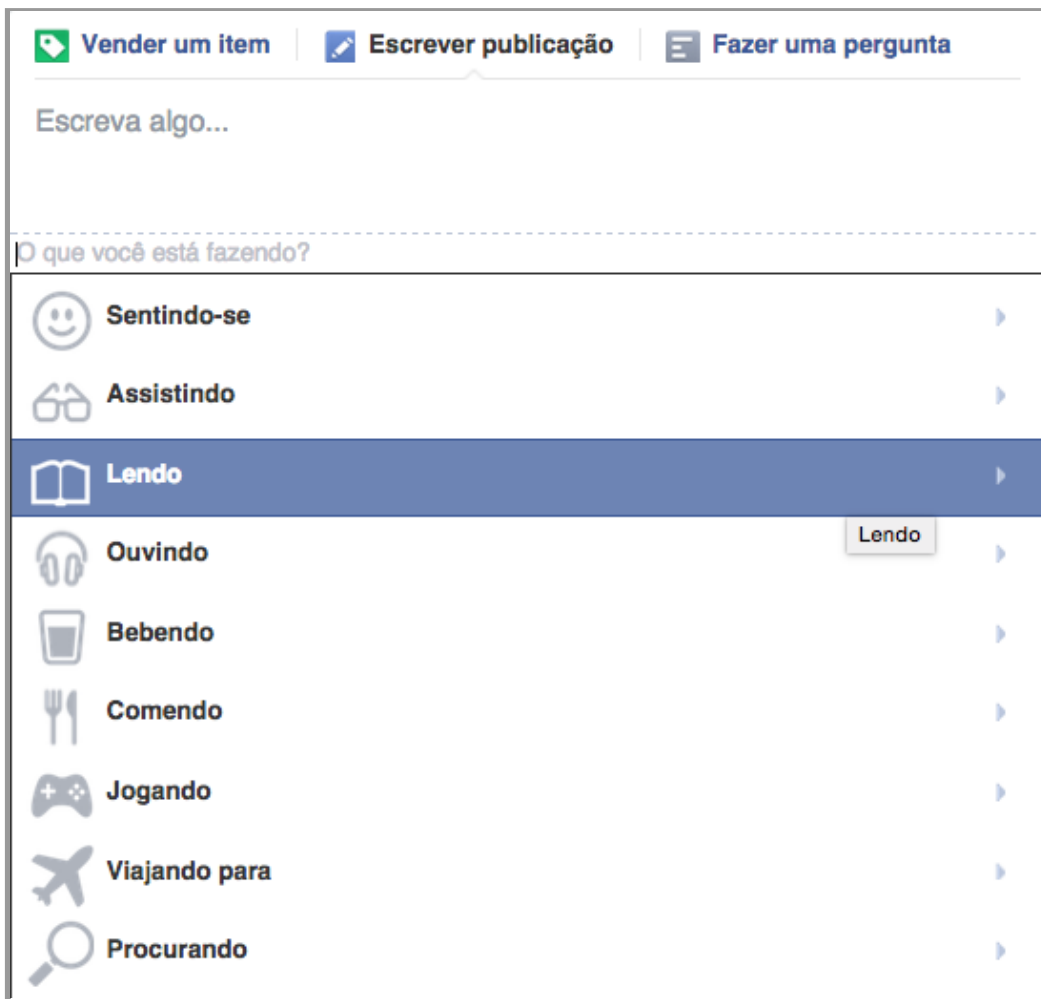 Vender um item Escrever publicação Fazer uma pergunta
Escreva algo...
O que você está fazendo?
Sentindo-se
Assistindo
Lendo
Lendo
Ouvindo
Bebendo
Comendo
Jogando
Viajando para
Procurando